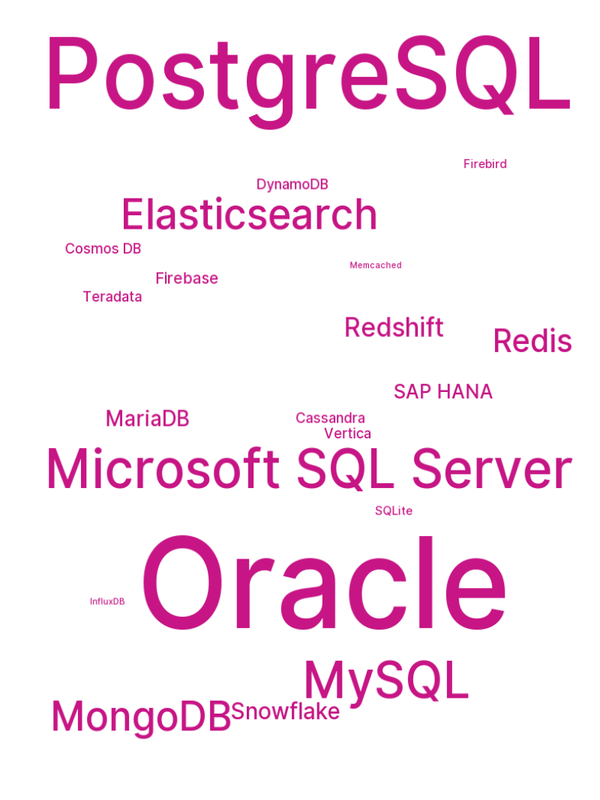 PostgreSQL
Firebird
DynamoDB
Elasticsearch
Cosmos DB
Memcached
Firebase
Teradata
Redshift
Redis
SAP HANA
MariaDB
Cassandra
Vertica
Microsoft SQL Server
SQLite
Oracle
InfluxDB
MySQL
MongoDB
Snowflake